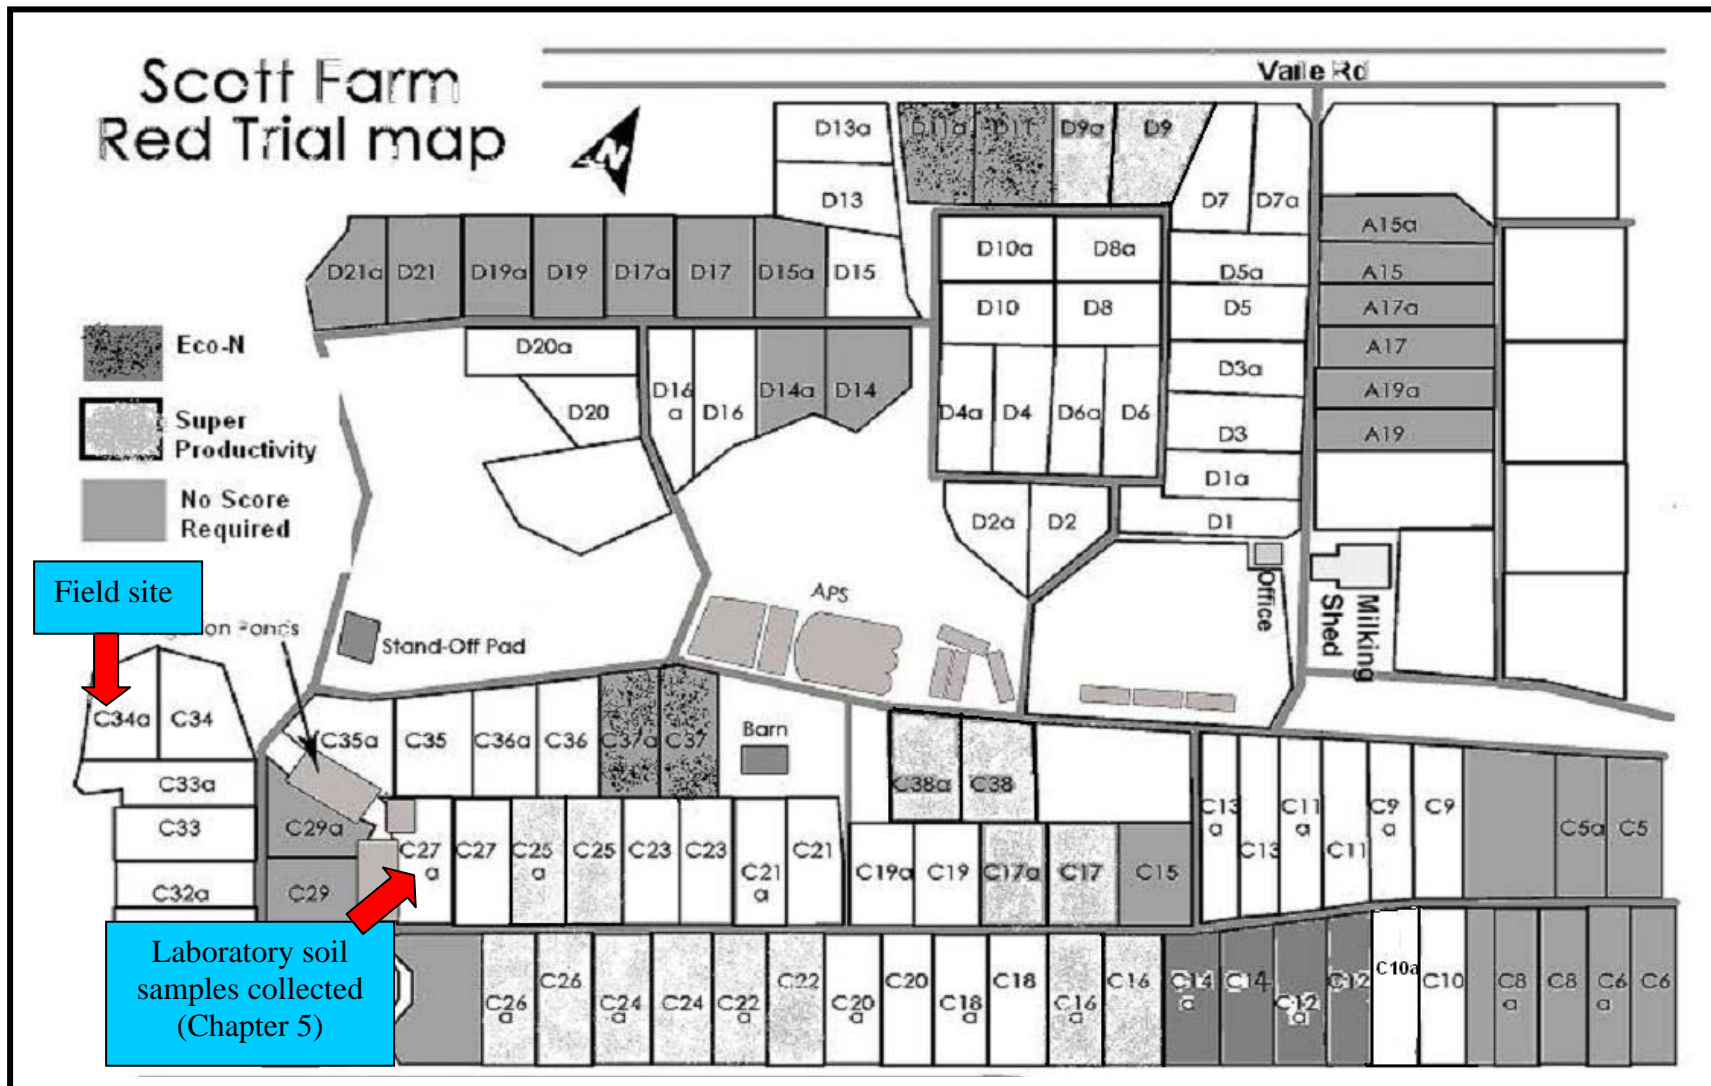 Scott Farm
Red Trial map
N
Vaile Rd
D13a
D11a
D11
D9a
D9
D13
D7
D7a
A15a
D21a
D21
D19a
D19
D17a
D17
D15a
D15
D10a
D8a
D5a
A15
D10
D8
D5
A17a
Eco-N
D20a
A17
Super
Productivity
D20
D16
a
D16
D14a
D14
D4a
D4
D6a
D6
D3a
A19a
D3
A19
No Score
Required
D1a
D2a
D2
D1
Field site
APS
Office
Milking
Shed
Ponds
Stand-Off Pad
C34a
C34
C35a
C35
C36a
C36
C37a
C37
Barn
C33a
C38a
C38
C13
a
C13
C11
a
C11
C9
a
C9
C5a
C5
C33
C29a
C27
a
C27
C25
a
C25
C23
C23
C21
a
C21
C19a
C19
C17a
C17
C15
C32a
C29
Laboratory soil
samples collected
(Chapter 5)
C26
a
C26
C24
a
C24
C22
a
C22
C20
a
C20
C18
a
C18
C16
a
C16
C14
a
C14
C12
a
C12
C10a
C10
C8
a
C8
C6
a
C6